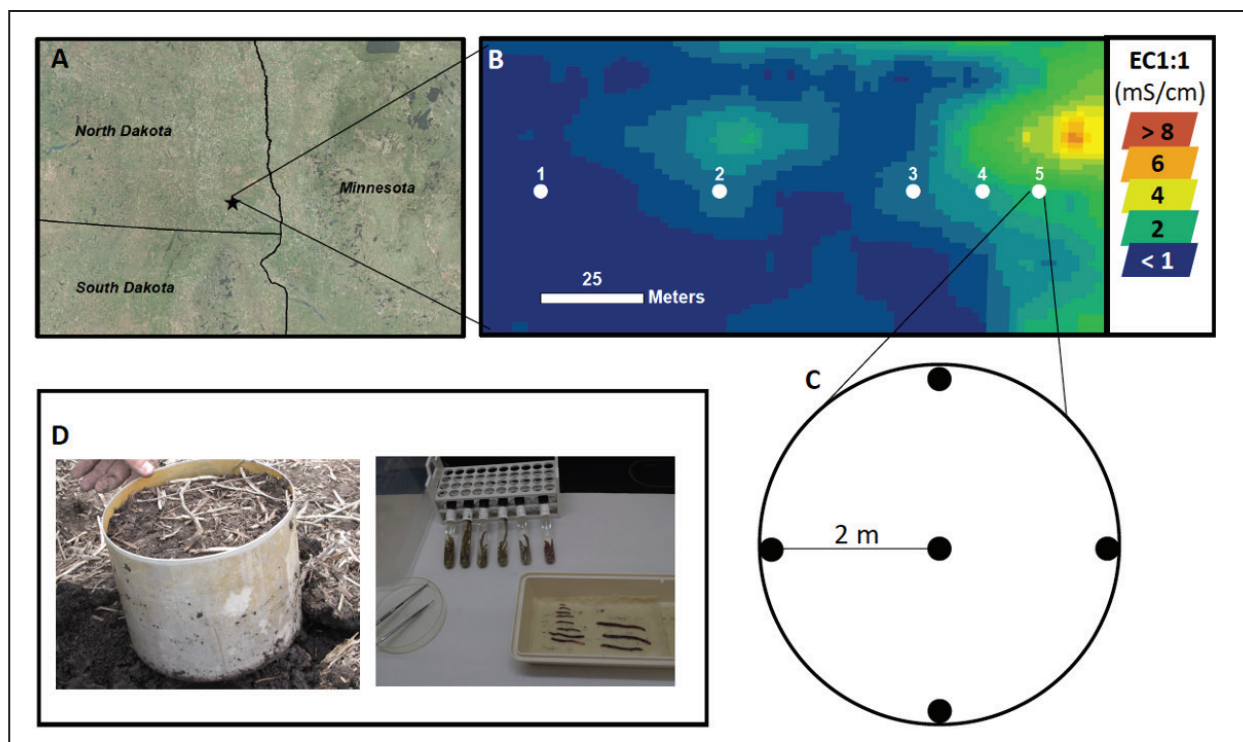 A
North Dakota
Minnesota
South Dakota
B
1
2
3
4
5
25
Meters
EC1:1
(mS/cm)
> 8
6
4
2
< 1
C
2 m
D